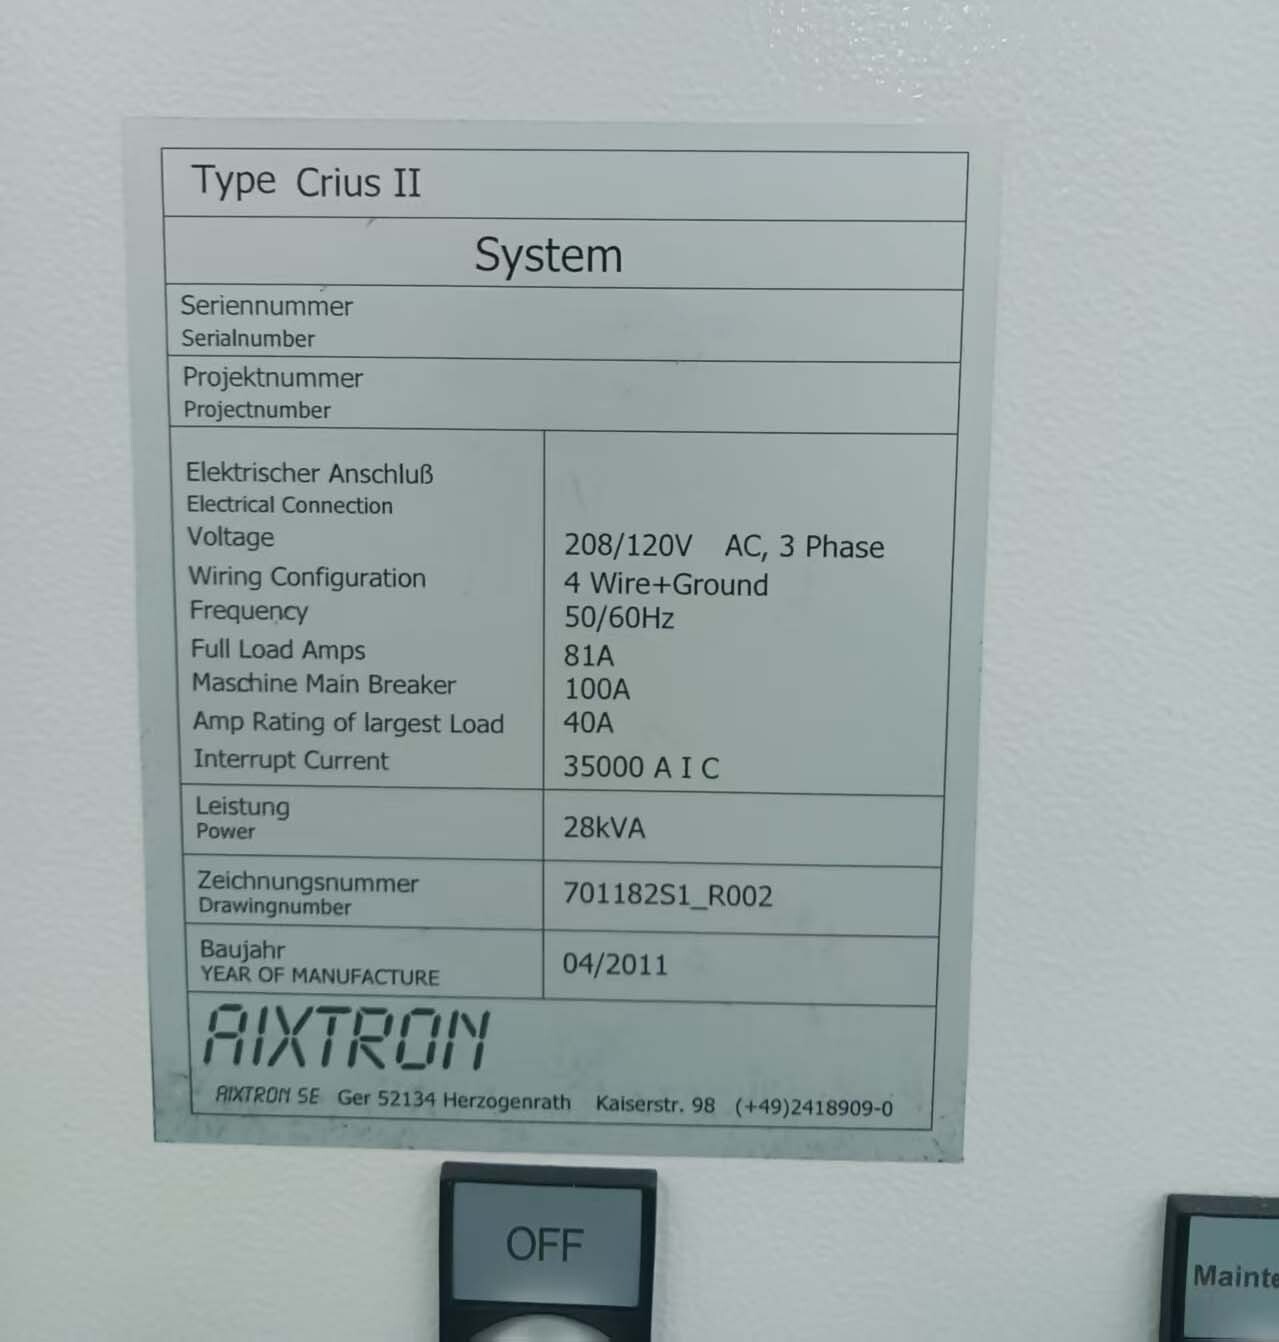 Type Crius II
System
Seriennummer
Serialnumber
Projektnummer
Projectnumber
Elektrischer Anschluß
Electrical Connection
Voltage 208/120V AC, 3 Phase
Wiring Configuration 4 Wire+Ground
Frequency 50/60Hz
Full Load Amps 81A
Maschine Main Breaker 100A
Amp Rating of largest Load 40A
Interrupt Current 35000 A I C
Leistung
Power 28kVA
Zeichnungsnummer
Drawingnumber 701182S1_R002
Baujahr
YEAR OF MANUFACTURE 04/2011
AIXTRON
AIXTRON SE Ger 52134 Herzogenrath Kaiserstr. 98 (+49)2418909-0
OFF
Mainte